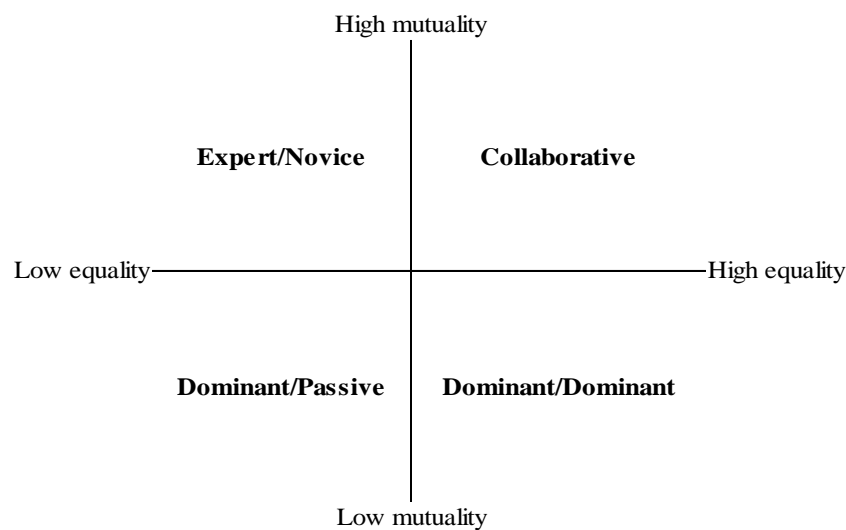 High mutuality
Expert/Novice
Collaborative
Low equality
High equality
Dominant/Passive
Dominant/Dominant
Low mutuality